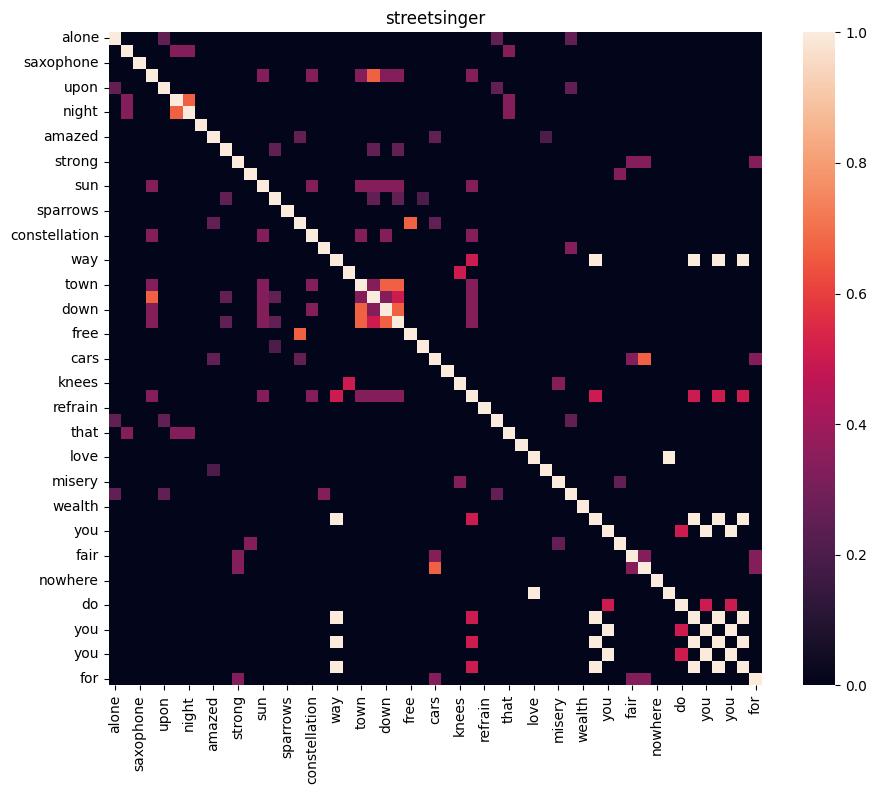 streetsinger
alone
saxophone
upon
night
amazed
strong
sun
sparrows
constellation
way
town
down
free
cars
knees
refrain
that
love
misery
wealth
you
fair
nowhere
do
you
you
for
alone
saxophone
upon
night
amazed
strong
sun
sparrows
constellation
way
town
down
free
cars
knees
refrain
that
love
misery
wealth
you
fair
nowhere
do
you
you
for
1.0
0.8
0.6
0.4
0.2
0.0